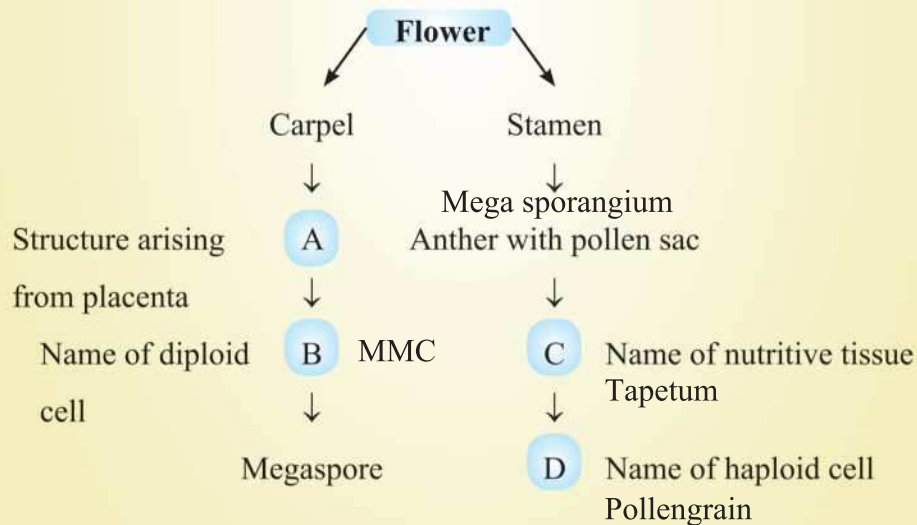 Flower
Carpel Stamen
↓ ↓
Mega sporangium
Structure arising A Anther with pollen sac
from placenta ↓ ↓
Name of diploid B MMC C Name of nutritive tissue
cell Tapetum
↓ ↓
Megaspore D Name of haploid cell
Pollengrain